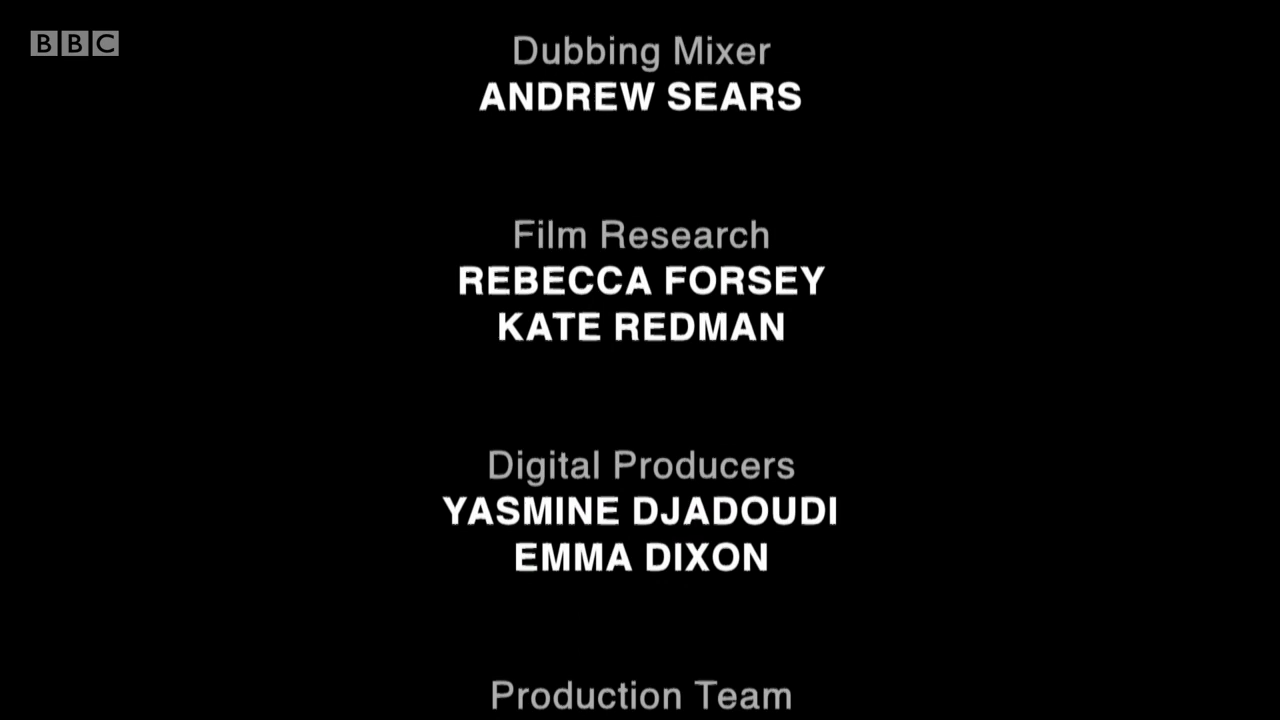 BBC
Dubbing Mixer
ANDREW SEARS
Film Research
REBECCA FORSEY
KATE REDMAN
Digital Producers
YASMINE DJADOUDI
EMMA DIXON
Production Team